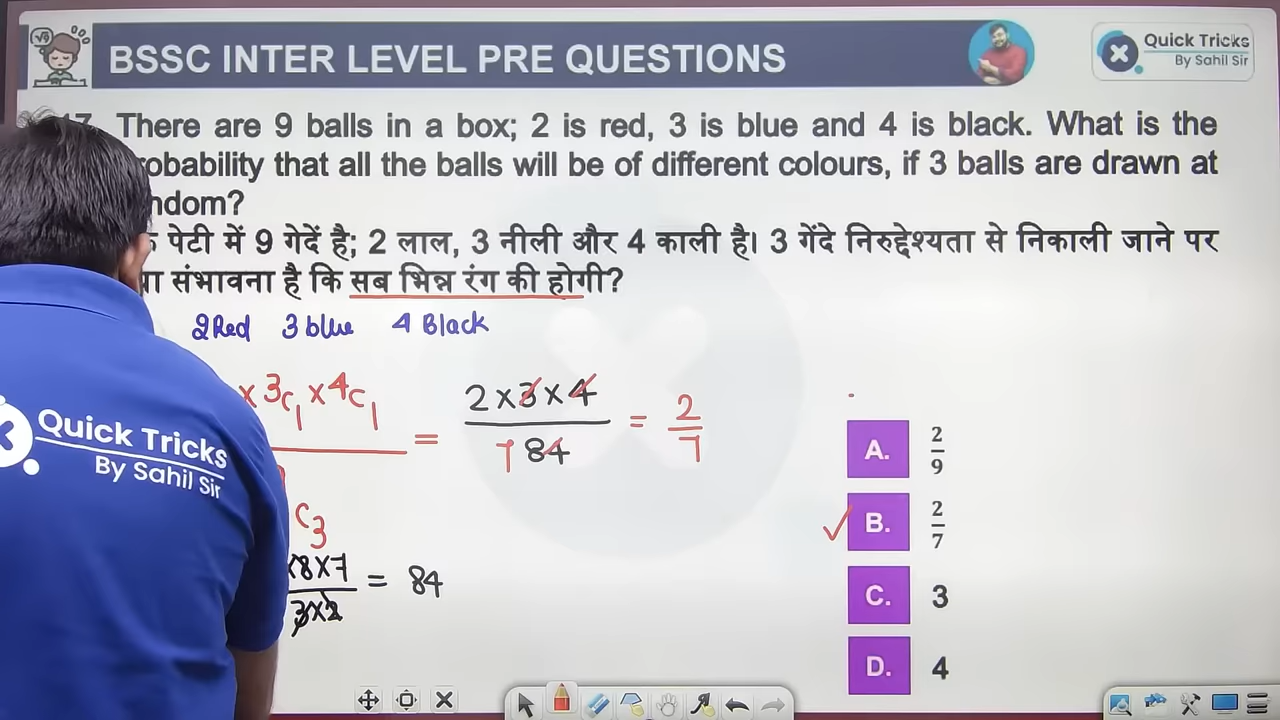 BSSC INTER LEVEL PRE QUESTIONS
Quick Tricks
By Sahil Sir
There are 9 balls in a box; 2 is red, 3 is blue and 4 is black. What is the
robability that all the balls will be of different colours, if 3 balls are drawn at
ndom?
पेटी में 9 गेदें है; 2 लाल, 3 नीली और 4 काली है। 3 गेंदे निरुद्देश्यता से निकाली जाने पर
संभावना है कि सब भिन्न रंग की होगी?
2Red 3 blue 4 Black
x 3c1 x 4c1
= 2x3x4 / 7 84 = 2/7
c3
x8x7 / 3x2 = 84
A. 2/9
B. 2/7
C. 3
D. 4
Quick Tricks
By Sahil Sir